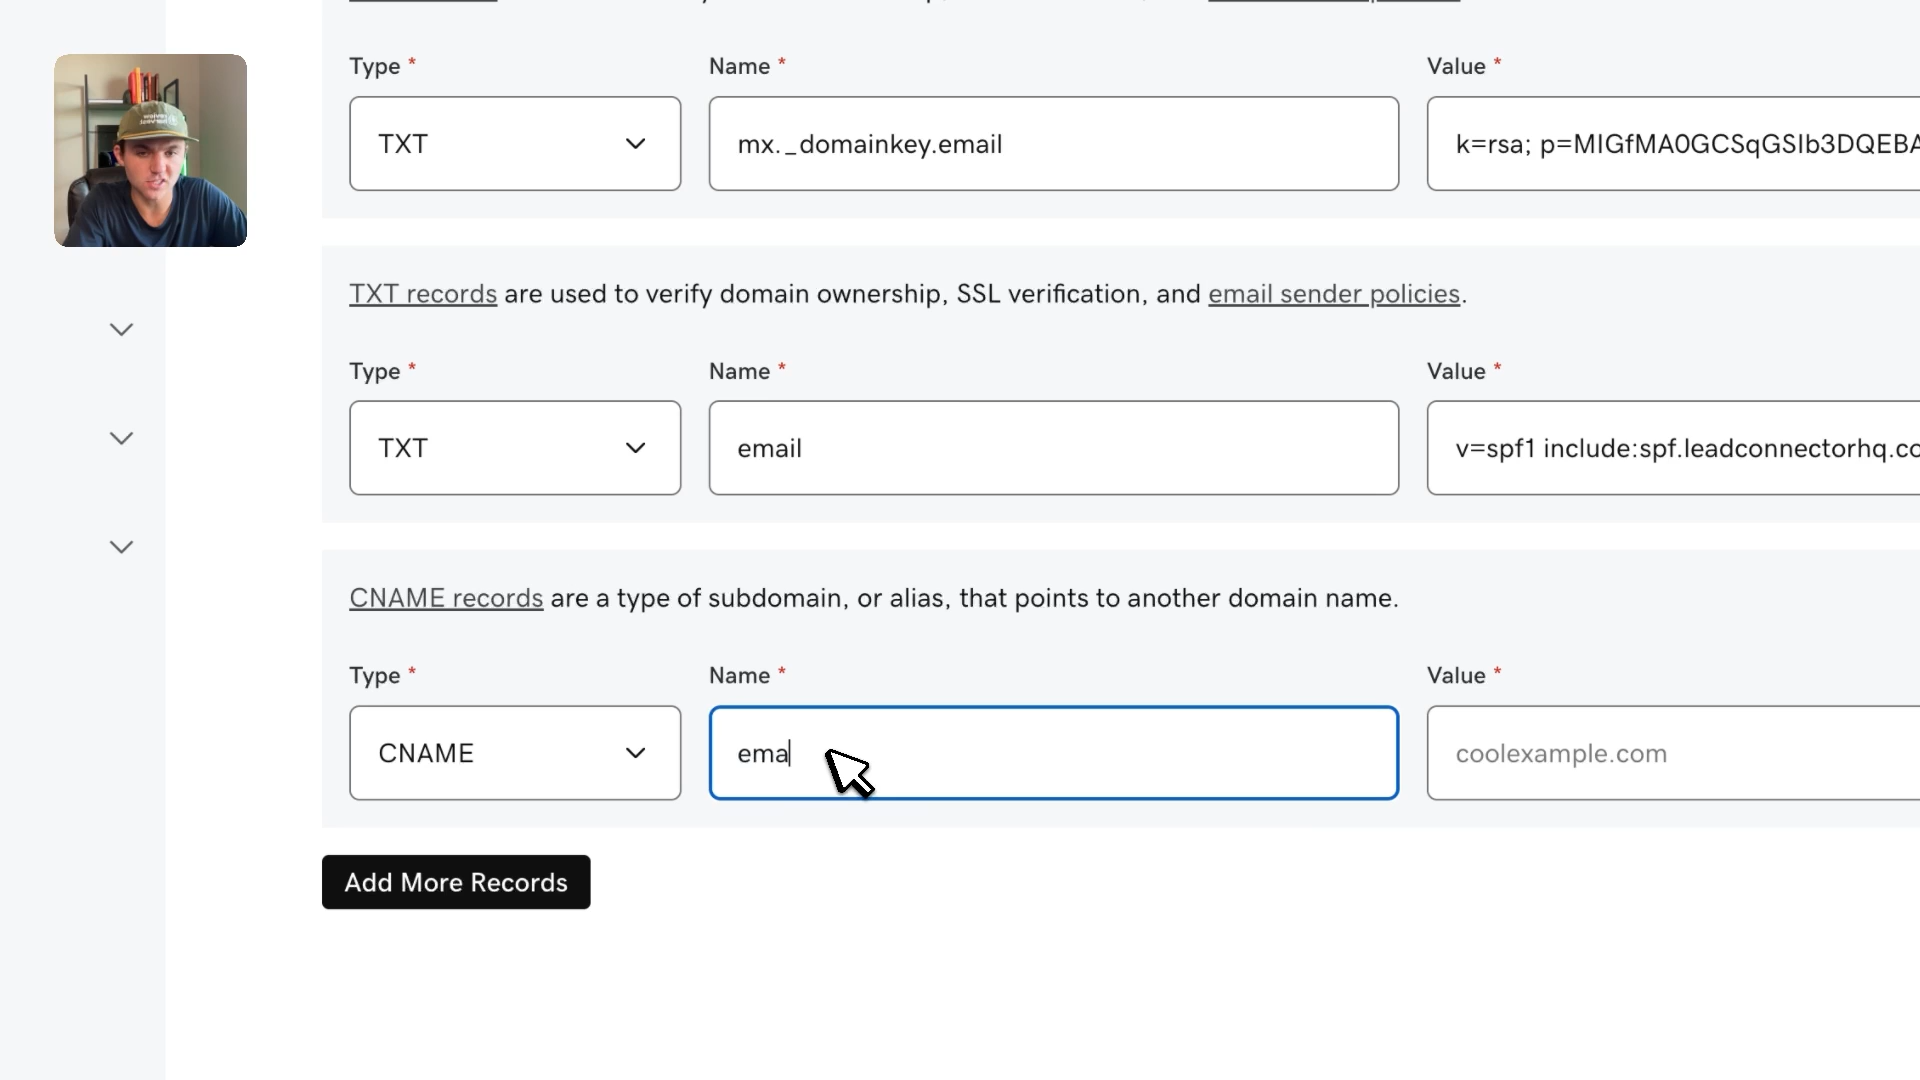 Type *
Name *
Value *
TXT
mx._domainkey.email
k=rsa; p=MIGfMA0GCSqGSIb3DQEBA
TXT records are used to verify domain ownership, SSL verification, and email sender policies.
Type *
Name *
Value *
TXT
email
v=spf1 include:spf.leadconnectorhq.co
CNAME records are a type of subdomain, or alias, that points to another domain name.
Type *
Name *
Value *
CNAME
ema
coolexample.com
Add More Records